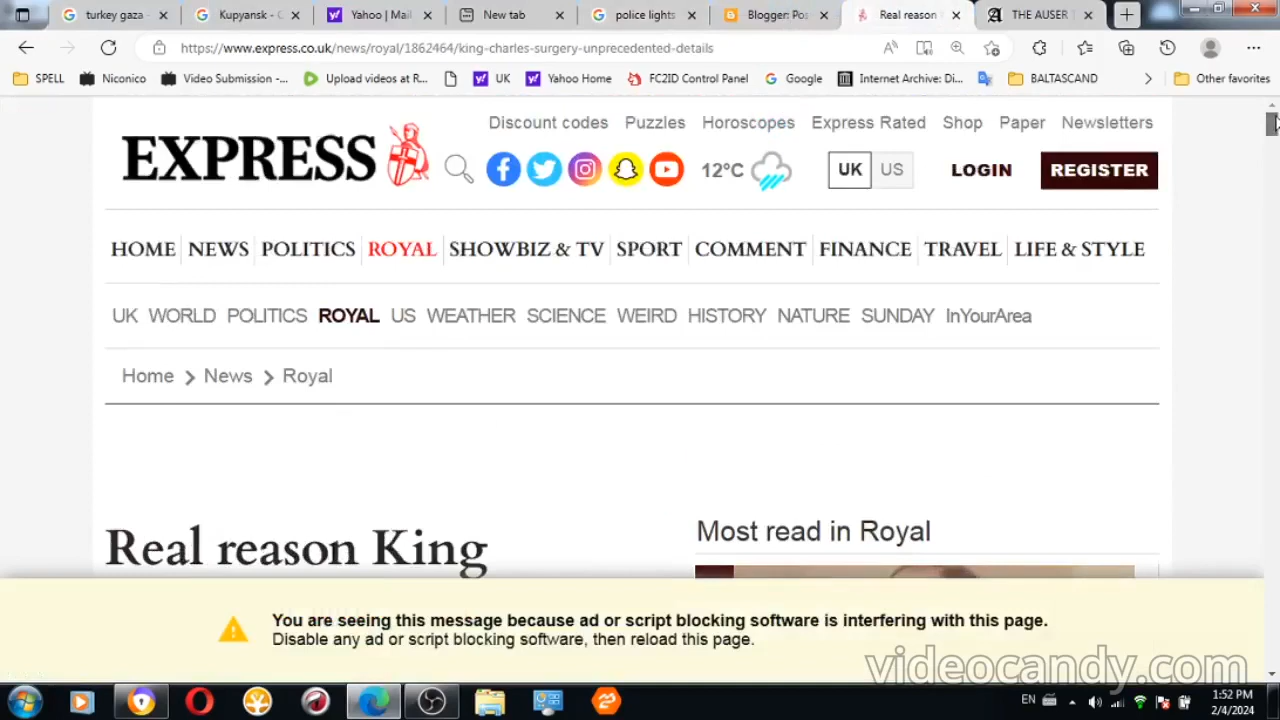 turkey gaza -
Kupyansk -
Yahoo | Mail
New tab
police lights
Blogger: Pos
Real reason
THE AUSER T
https://www.express.co.uk/news/royal/1862464/king-charles-surgery-unprecedented-details
SPELL
Niconico
Video Submission -...
Upload videos at R...
UK
Yahoo Home
FC2ID Control Panel
Google
Internet Archive: Di...
BALTASCAND
Other favorites
Discount codes Puzzles Horoscopes Express Rated Shop Paper Newsletters
EXPRESS
12°C
UK US
LOGIN
REGISTER
HOME NEWS POLITICS ROYAL SHOWBIZ & TV SPORT COMMENT FINANCE TRAVEL LIFE & STYLE
UK WORLD POLITICS ROYAL US WEATHER SCIENCE WEIRD HISTORY NATURE SUNDAY InYourArea
Home > News > Royal
Real reason King
Most read in Royal
You are seeing this message because ad or script blocking software is interfering with this page.
Disable any ad or script blocking software, then reload this page.
videocandy.com
EN
1:52 PM
2/4/2024